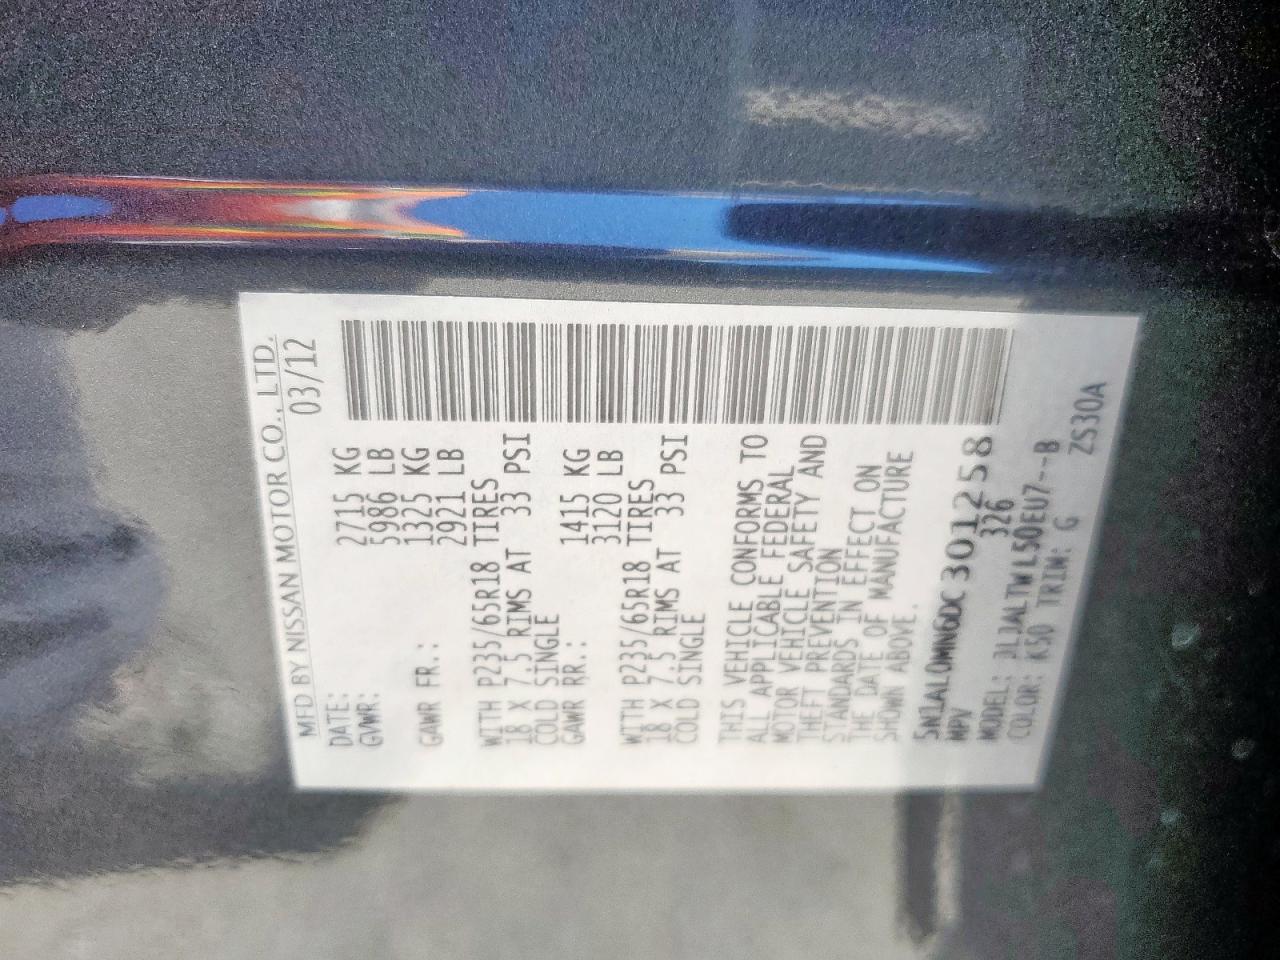 MFD BY NISSAN MOTOR CO., LTD.
DATE: 03/12
GVWR: 2715 KG
5986 LB
GAWR FR.: 1325 KG
2921 LB
WITH P235/65R18 TIRES
18 X 7.5 RIMS AT 33 PSI
COLD SINGLE
GAWR RR.: 1415 KG
3120 LB
WITH P235/65R18 TIRES
18 X 7.5 RIMS AT 33 PSI
COLD SINGLE
THIS VEHICLE CONFORMS TO
ALL APPLICABLE FEDERAL
MOTOR VEHICLE SAFETY AND
THEFT PREVENTION
STANDARDS IN EFFECT ON
THE DATE OF MANUFACTURE
SHOWN ABOVE.
5N1AL0MN6DC301258
MPV 326
MODEL: JLJALTWL50EU7--B
COLOR: K50 TRIM: G ZS30A